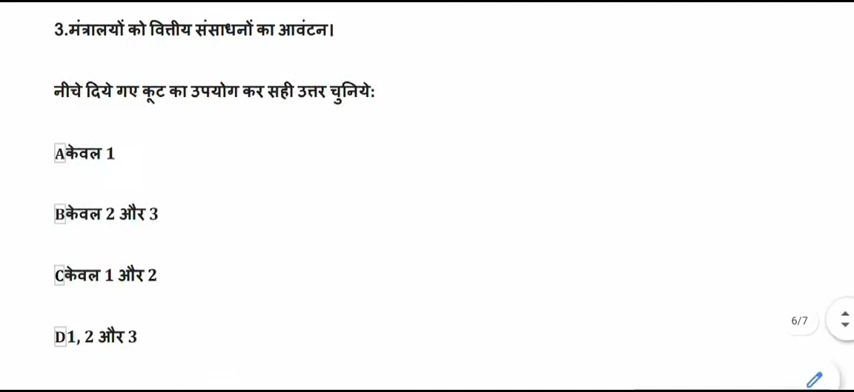 3.मंत्रालयों को वित्तीय संसाधनों का आवंटन।
नीचे दिये गए कूट का उपयोग कर सही उत्तर चुनिये:
Aकेवल 1
Bकेवल 2 और 3
Cकेवल 1 और 2
D1, 2 और 3
6/7